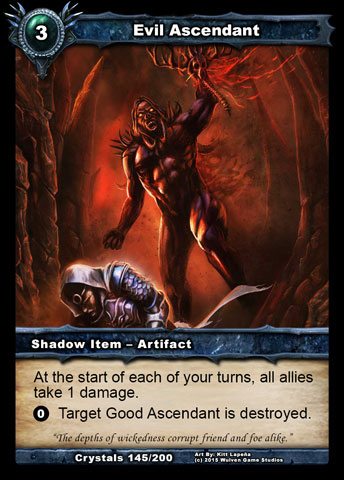 3
Evil Ascendant
Shadow Item – Artifact
At the start of each of your turns, all allies
take 1 damage.
0 Target Good Ascendant is destroyed.
"The depths of wickedness corrupt friend and foe alike."
Crystals 145/200
Art By: Kitt Lapeña
(c) 2015 Wulven Game Studios